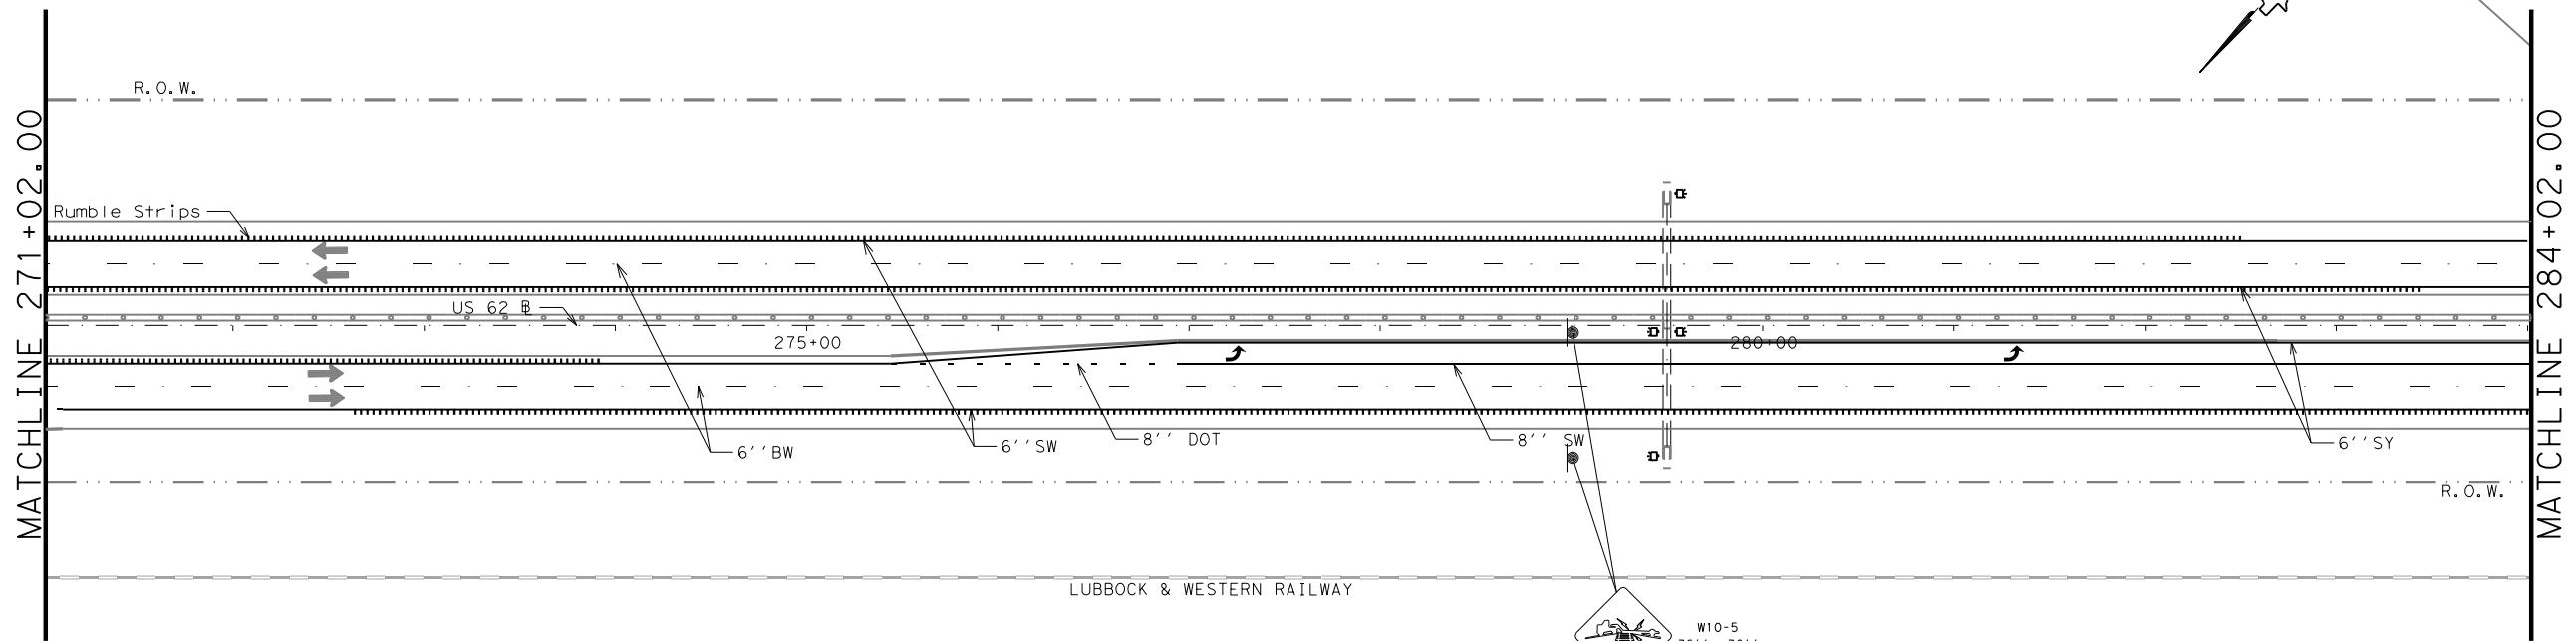 R.O.W.
MATCHLINE 271+02.00
MATCHLINE 284+02.00
Rumble Strips
US 62 ℄
275+00
280+00
6''BW
6''SW
8'' DOT
8'' SW
6''SY
R.O.W.
LUBBOCK & WESTERN RAILWAY
W10-5